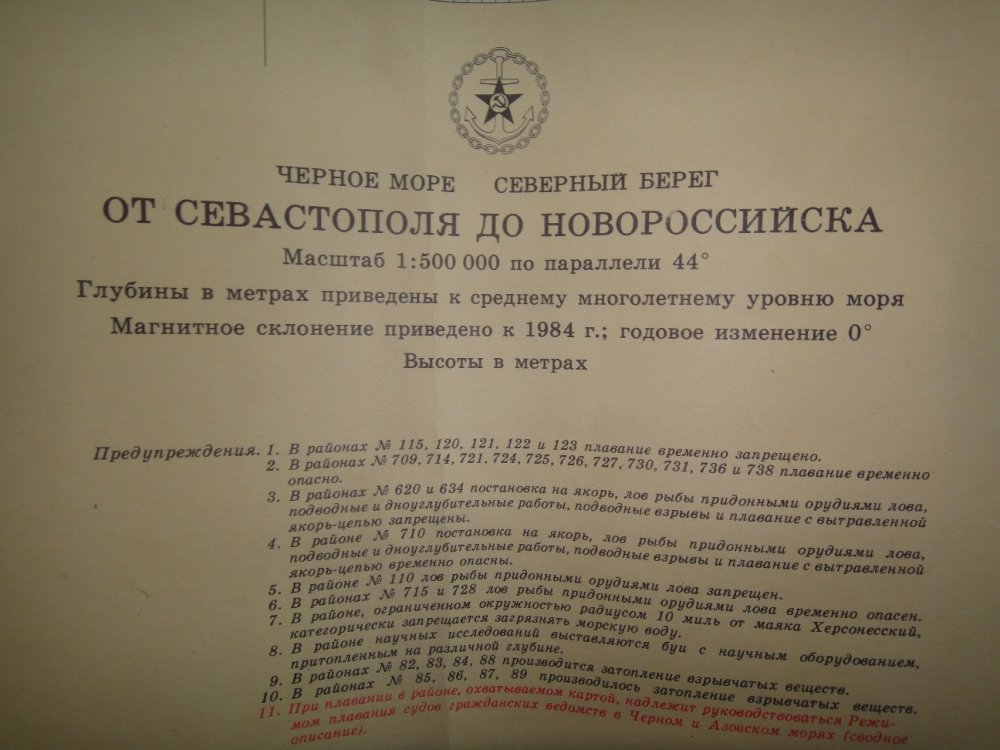 ЧЕРНОЕ МОРЕ СЕВЕРНЫЙ БЕРЕГ
ОТ СЕВАСТОПОЛЯ ДО НОВОРОССИЙСКА
Масштаб 1:500 000 по параллели 44°
Глубины в метрах приведены к среднему многолетнему уровню моря
Магнитное склонение приведено к 1984 г.; годовое изменение 0°
Высоты в метрах
Предупреждения. 1. В районах № 115, 120, 121, 122 и 123 плавание временно запрещено.
2. В районах № 709, 714, 721, 724, 725, 726, 727, 730, 731, 736 и 738 плавание временно
опасно.
3. В районах № 620 и 634 постановка на якорь, лов рыбы придонными орудиями лова,
подводные и дноуглубительные работы, подводные взрывы и плавание с вытравленной
якорь-цепью запрещены.
4. В районе № 710 постановка на якорь, лов рыбы придонными орудиями лова,
подводные и дноуглубительные работы, подводные взрывы и плавание с вытравленной
якорь-цепью временно опасны.
5. В районе № 110 лов рыбы придонными орудиями лова запрещен.
6. В районах № 715 и 728 лов рыбы придонными орудиями лова временно опасен.
7. В районе, ограниченном окружностью радиусом 10 миль от маяка Херсонесский,
категорически запрещается загрязнять морскую воду.
8. В районе научных исследований выставляются буи с научным оборудованием,
притопленным на различной глубине.
9. В районах № 82, 83, 84, 88 производится затопление взрывчатых веществ.
10. В районах № 85, 86, 87, 89 производилось затопление взрывчатых веществ.
11. При плавании в районе, охватываемом картой, надлежит руководствоваться Режи-
мом плавания судов гражданских ведомств в Черном и Азовском морях (сводное
описание).